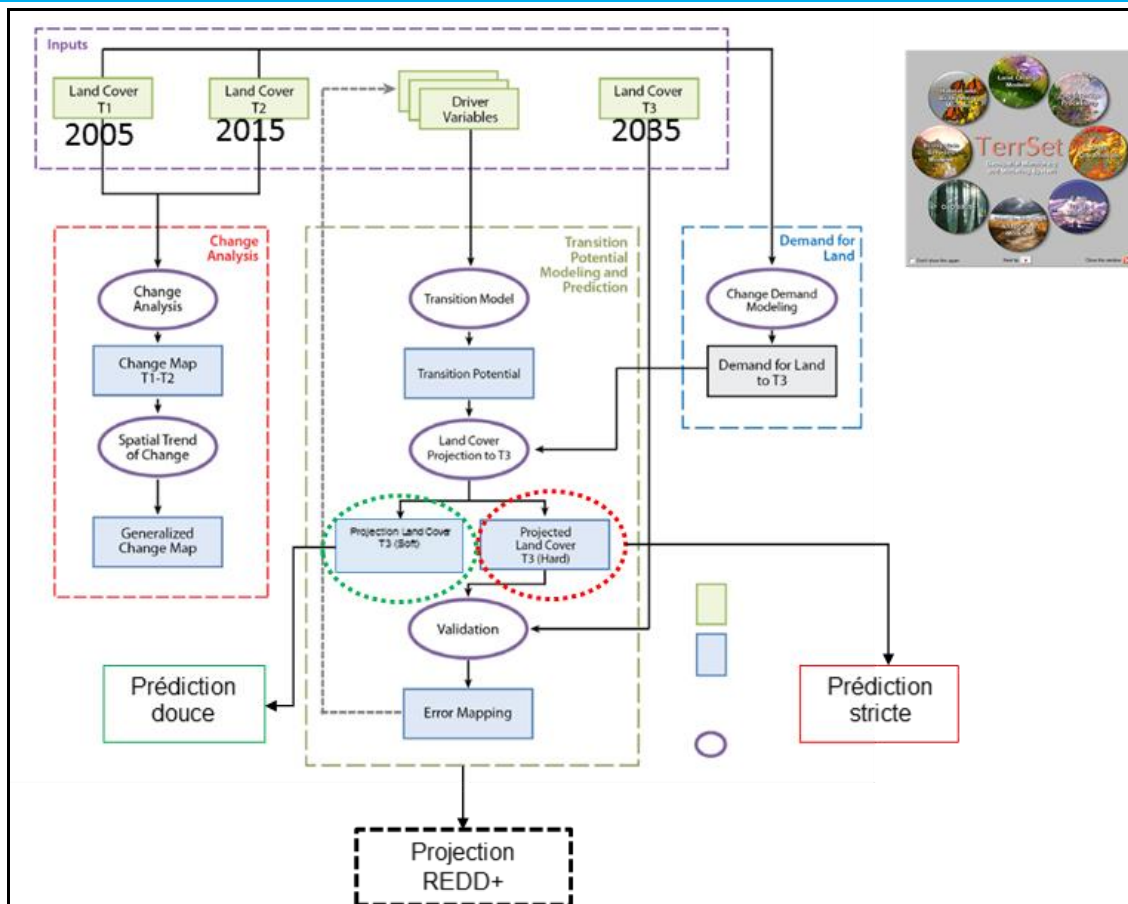 Inputs
Land Cover
T1
2005
Land Cover
T2
2015
Driver
Variables
Land Cover
T3
2035
TerrSet
Change
Analysis
Change
Analysis
Change Map
T1-T2
Spatial Trend
of Change
Generalized
Change Map
Transition
Potential
Modeling and
Prediction
Transition Model
Transition Potential
Land Cover
Projection to T3
Projection Land Cover
T3 (Soft)
Projected
Land Cover
T3 (Hard)
Validation
Error Mapping
Demand for
Land
Change Demand
Modeling
Demand for Land
to T3
Prédiction
douce
Prédiction
stricte
Projection
REDD+